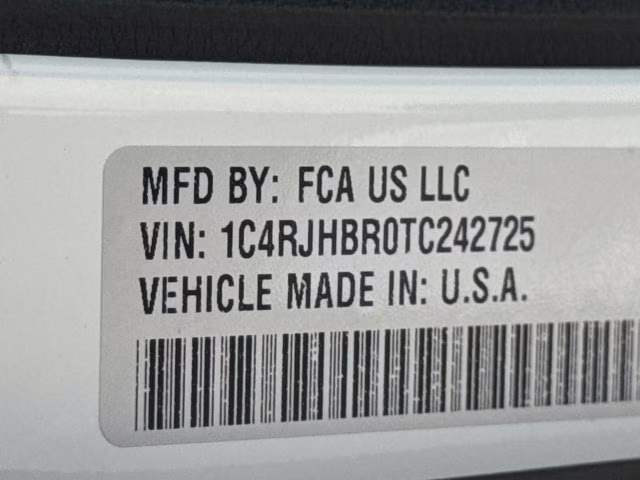 MFD BY: FCA US LLC
VIN: 1C4RJHBR0TC242725
VEHICLE MADE IN: U.S.A.